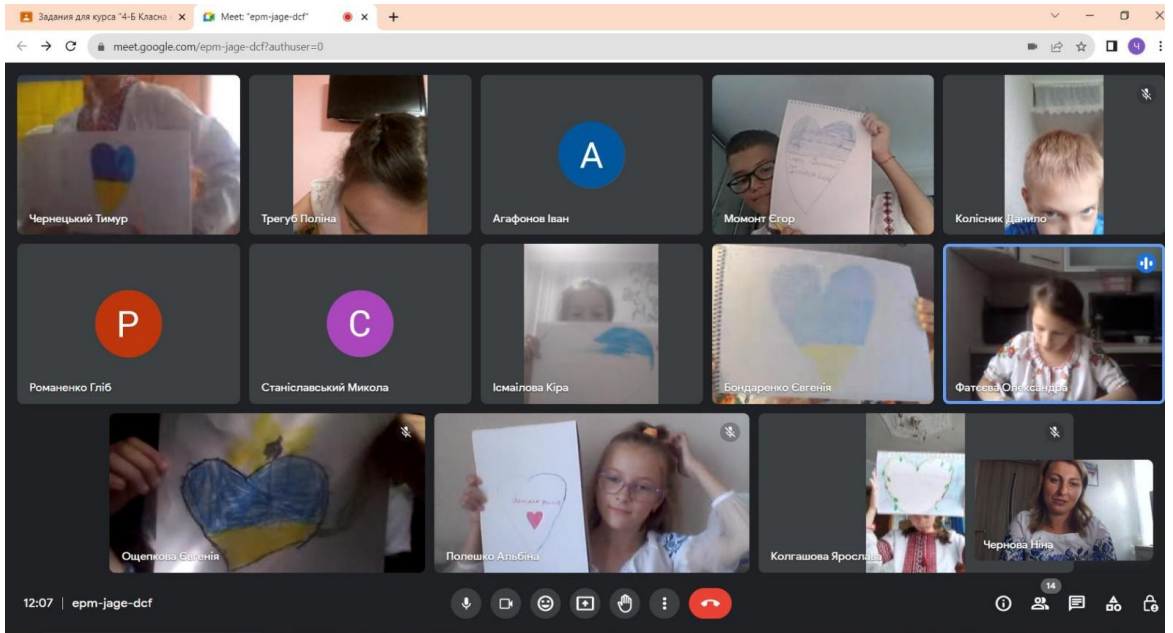 Задания для курса "4-Б Класна
Meet: "epm-jage-dcf"
meet.google.com/epm-jage-dcf?authuser=0
Ч
Чернецький Тимур
Трегуб Поліна
А
Агафонов Іван
Момонт Єгор
Колісник Данило
Р
Романенко Гліб
С
Станіславський Микола
Ісмаілова Кіра
Бондаренко Євгенія
Фатєєва Олександра
Ощепкова Євгенія
Полешко Альбіна
Колгашова Ярослава
Чернова Ніна
12:07 | epm-jage-dcf
14